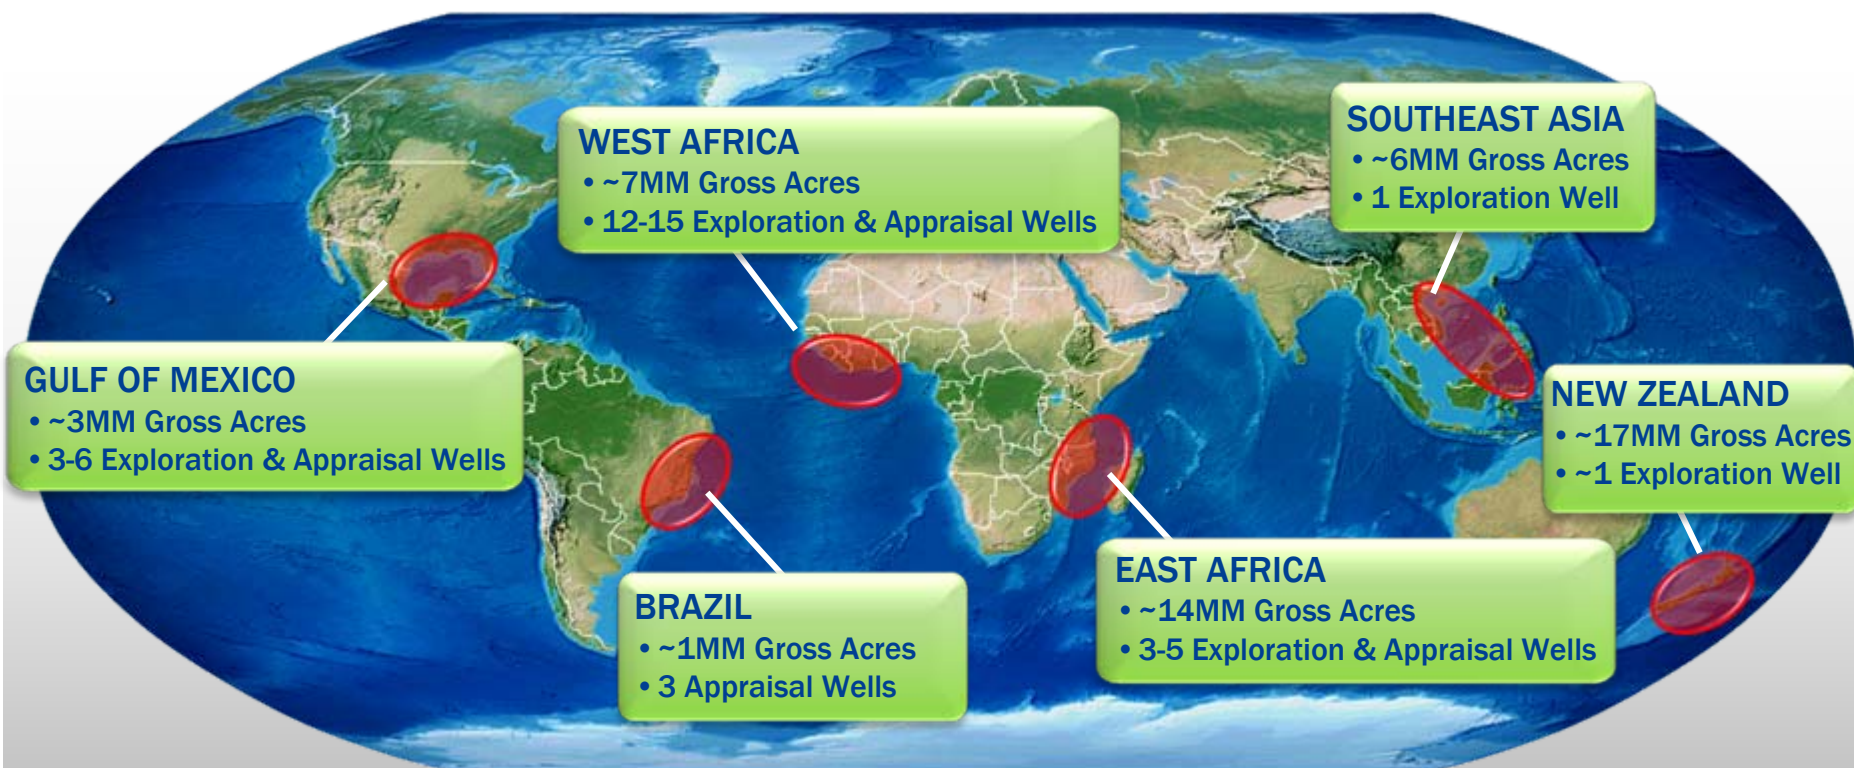 WEST AFRICA
• ~7MM Gross Acres
• 12-15 Exploration & Appraisal Wells
SOUTHEAST ASIA
• ~6MM Gross Acres
• 1 Exploration Well
GULF OF MEXICO
• ~3MM Gross Acres
• 3-6 Exploration & Appraisal Wells
NEW ZEALAND
• ~17MM Gross Acres
• ~1 Exploration Well
BRAZIL
• ~1MM Gross Acres
• 3 Appraisal Wells
EAST AFRICA
• ~14MM Gross Acres
• 3-5 Exploration & Appraisal Wells